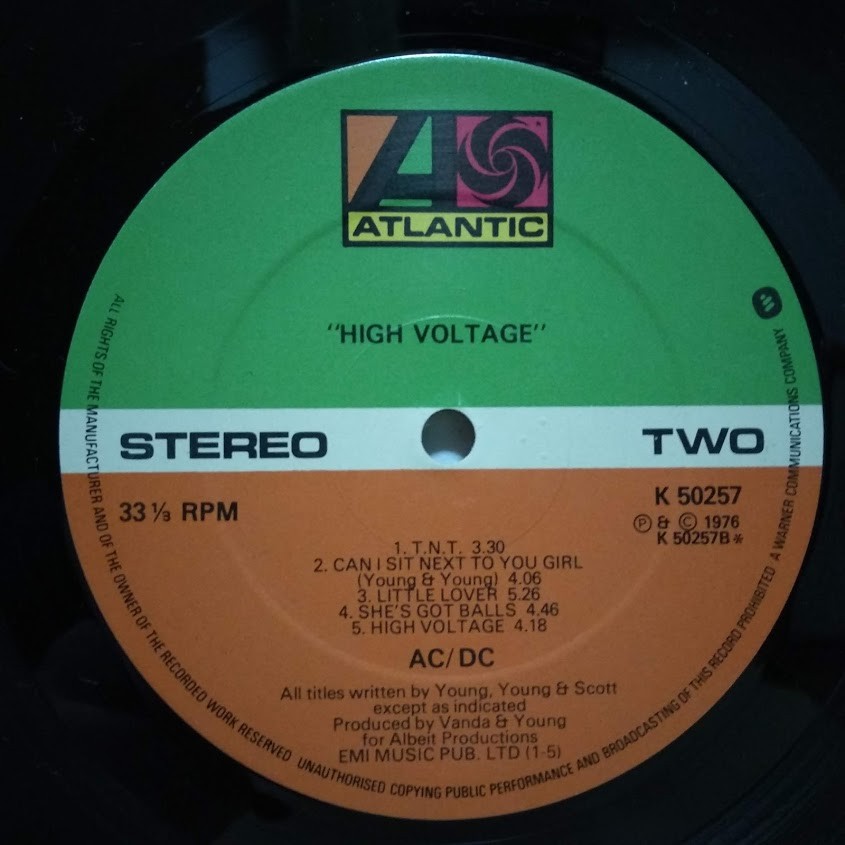 ATLANTIC
"HIGH VOLTAGE"
STEREO
TWO
33 ⅓ RPM
K 50257
Ⓟ & © 1976
K 50257B*
1. T.N.T. 3.30
2. CAN I SIT NEXT TO YOU GIRL
(Young & Young) 4.06
3. LITTLE LOVER 5.26
4. SHE'S GOT BALLS 4.46
5. HIGH VOLTAGE 4.18
AC/DC
All titles written by Young, Young & Scott
except as indicated
Produced by Vanda & Young
for Albeit Productions
EMI MUSIC PUB. LTD (1-5)
ALL RIGHTS OF THE MANUFACTURER AND OF THE OWNER OF THE RECORDED WORK RESERVED UNAUTHORISED COPYING PUBLIC PERFORMANCE AND BROADCASTING OF THIS RECORD PROHIBITED A WARNER COMMUNICATIONS COMPANY